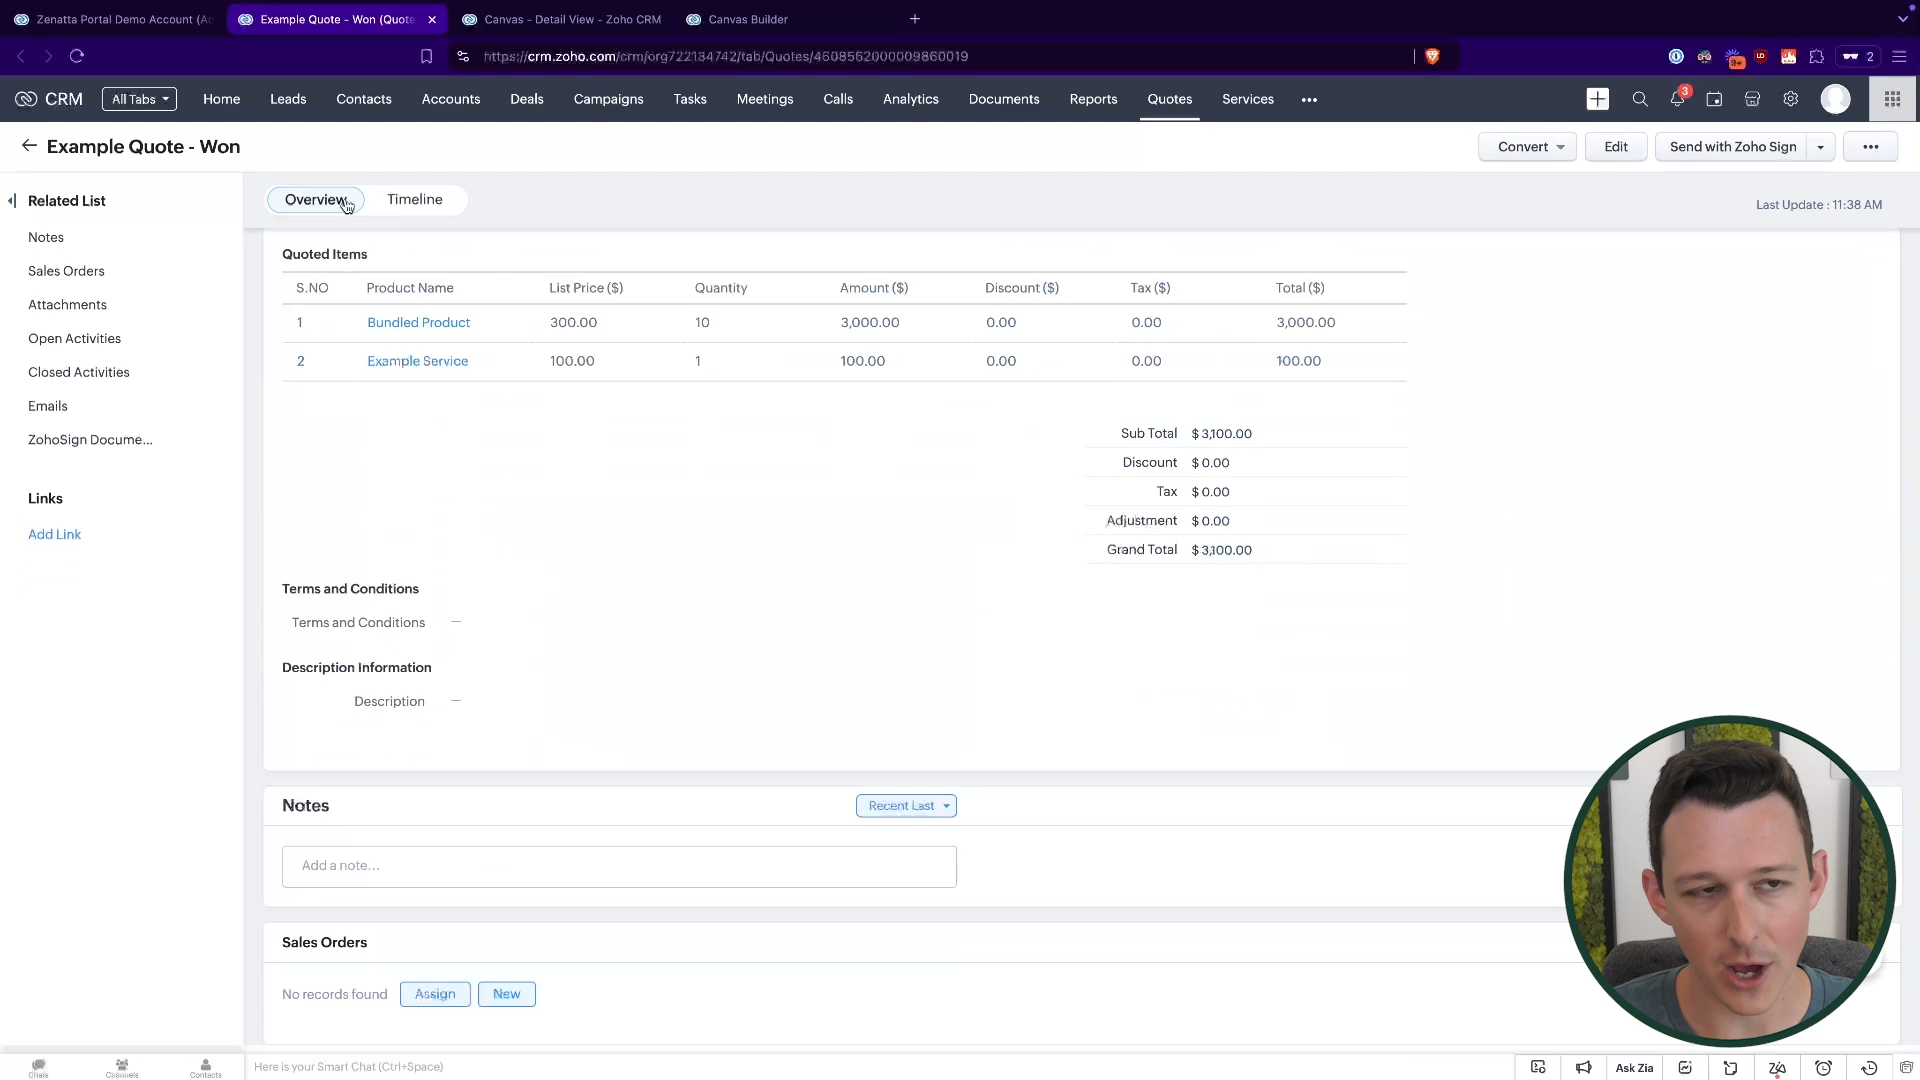 Zenatta Portal Demo Account (Ac
Example Quote - Won (Quote
Canvas - Detail View - Zoho CRM
Canvas Builder
https://crm.zoho.com/crm/org722134742/tab/Quotes/4608562000009860019
9+
2
CRM
All Tabs
Home
Leads
Contacts
Accounts
Deals
Campaigns
Tasks
Meetings
Calls
Analytics
Documents
Reports
Quotes
Services
3
Example Quote - Won
Convert
Edit
Send with Zoho Sign
Related List
Notes
Sales Orders
Attachments
Open Activities
Closed Activities
Emails
ZohoSign Docume...
Links
Add Link
Overview
Timeline
Last Update : 11:38 AM
Quoted Items
S.NO Product Name List Price ($) Quantity Amount ($) Discount ($) Tax ($) Total ($)
1 Bundled Product 300.00 10 3,000.00 0.00 0.00 3,000.00
2 Example Service 100.00 1 100.00 0.00 0.00 100.00
Sub Total $ 3,100.00
Discount $ 0.00
Tax $ 0.00
Adjustment $ 0.00
Grand Total $ 3,100.00
Terms and Conditions
Terms and Conditions —
Description Information
Description —
Notes
Recent Last
Add a note...
Sales Orders
No records found
Assign
New
Chats
Channels
Contacts
Here is your Smart Chat (Ctrl+Space)
Ask Zia